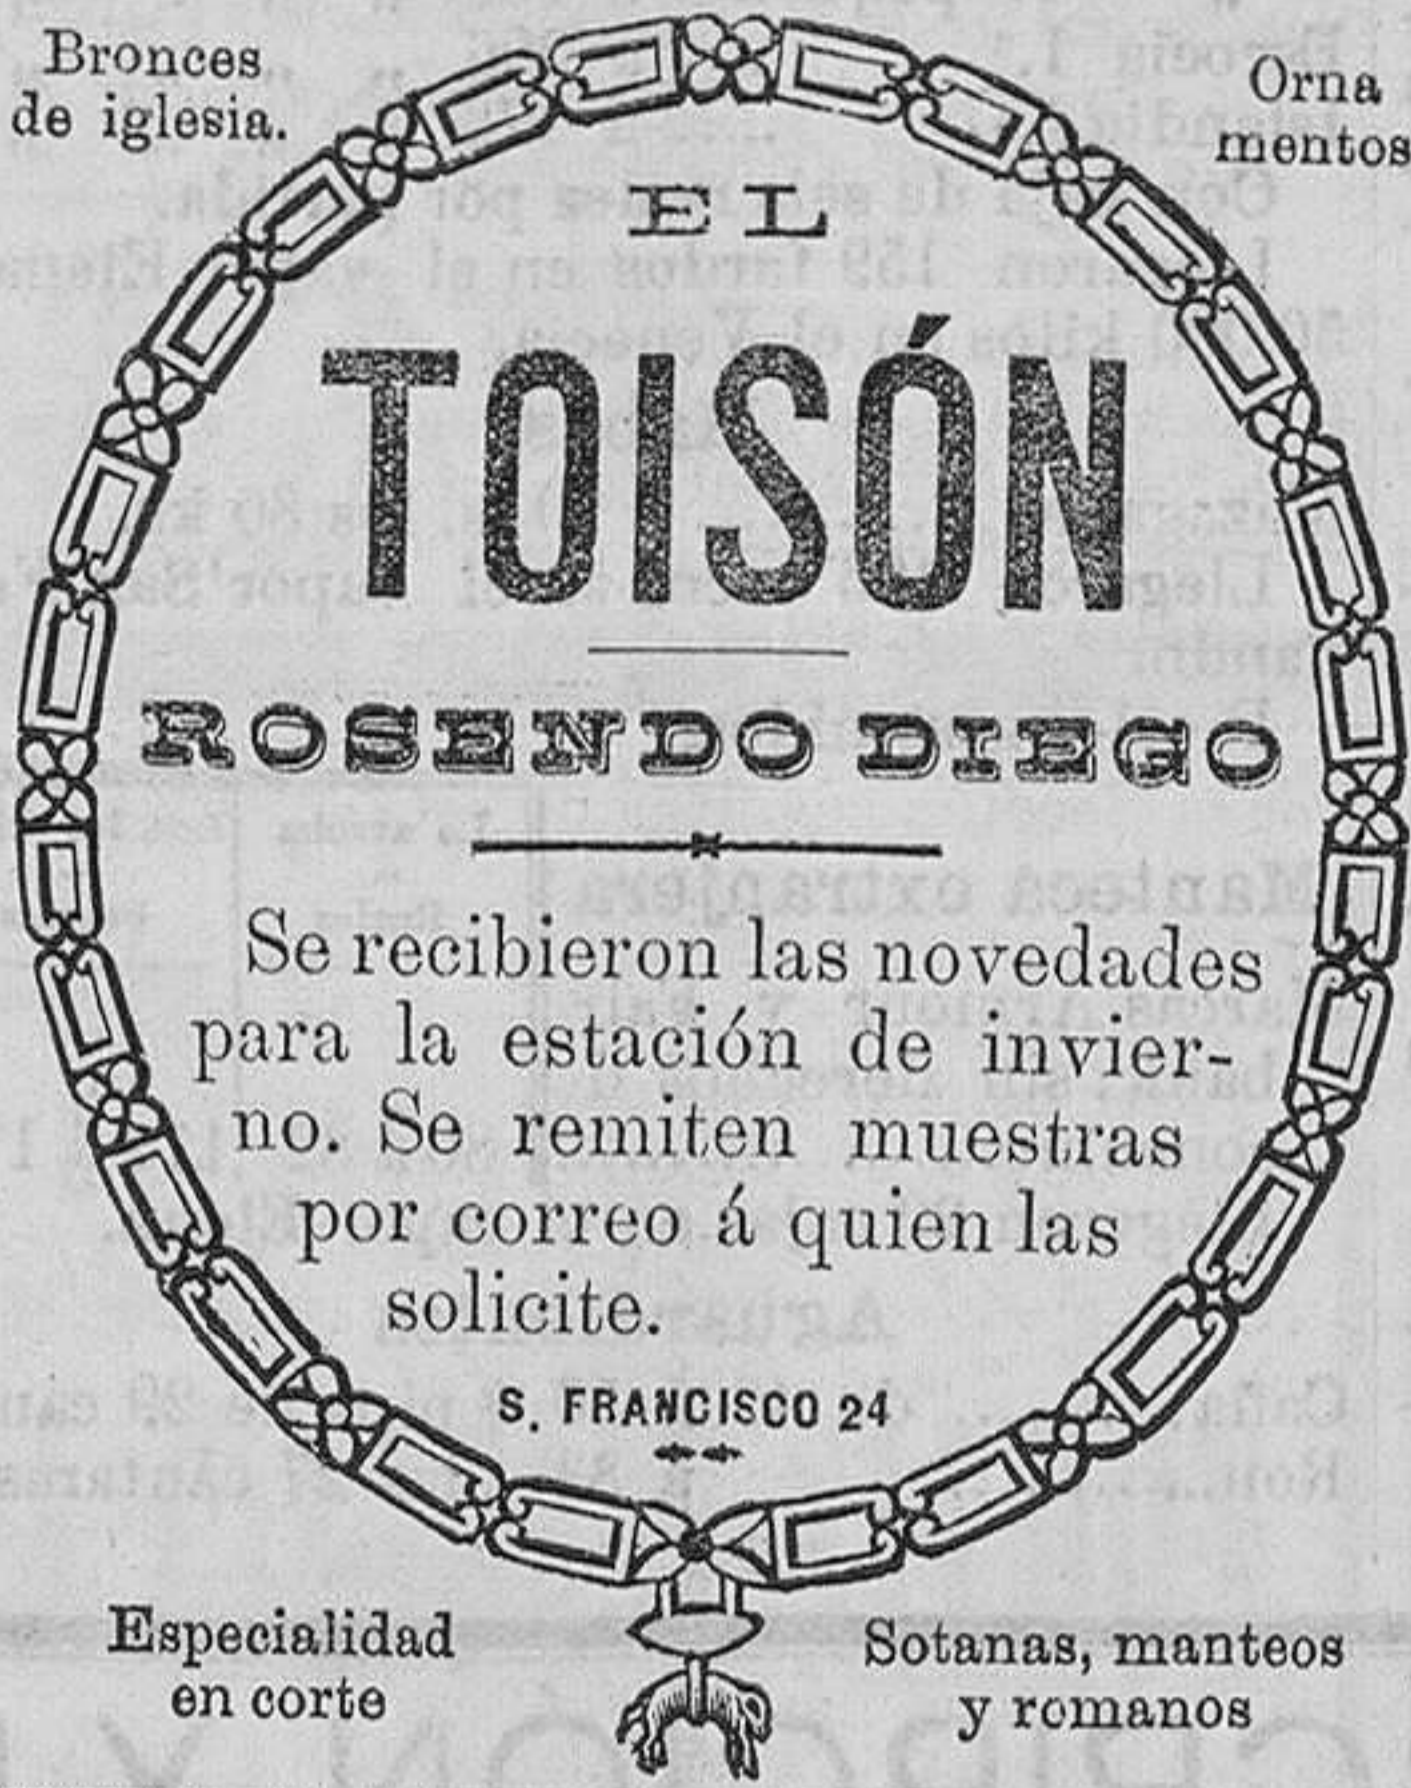 Bronces
de iglesia.
Orna
mentos
EL
TOISÓN
ROSENDO DIEGO
Se recibieron las novedades
para la estación de invier-
no. Se remiten muestras
por correo á quien las
solicite.
S. FRANCISCO 24
Especialidad
en corte
Sotanas, manteos
y romanos